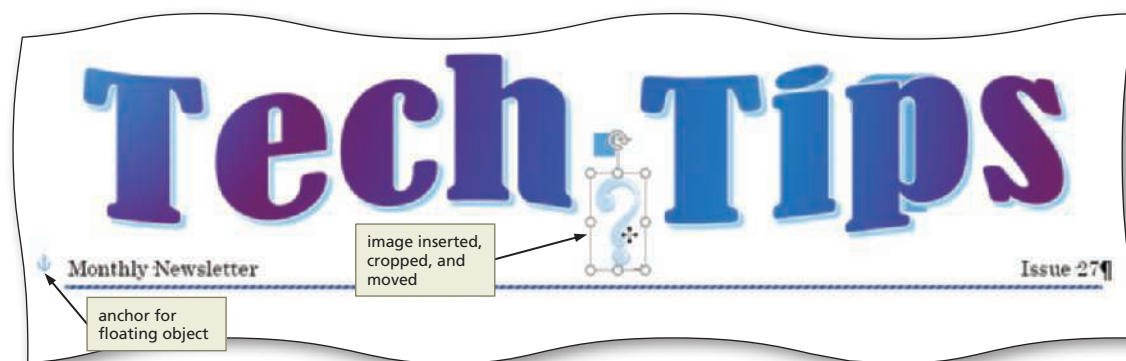 Tech Tips
image inserted,
cropped, and
moved
Monthly Newsletter
Issue 27¶
anchor for
floating object